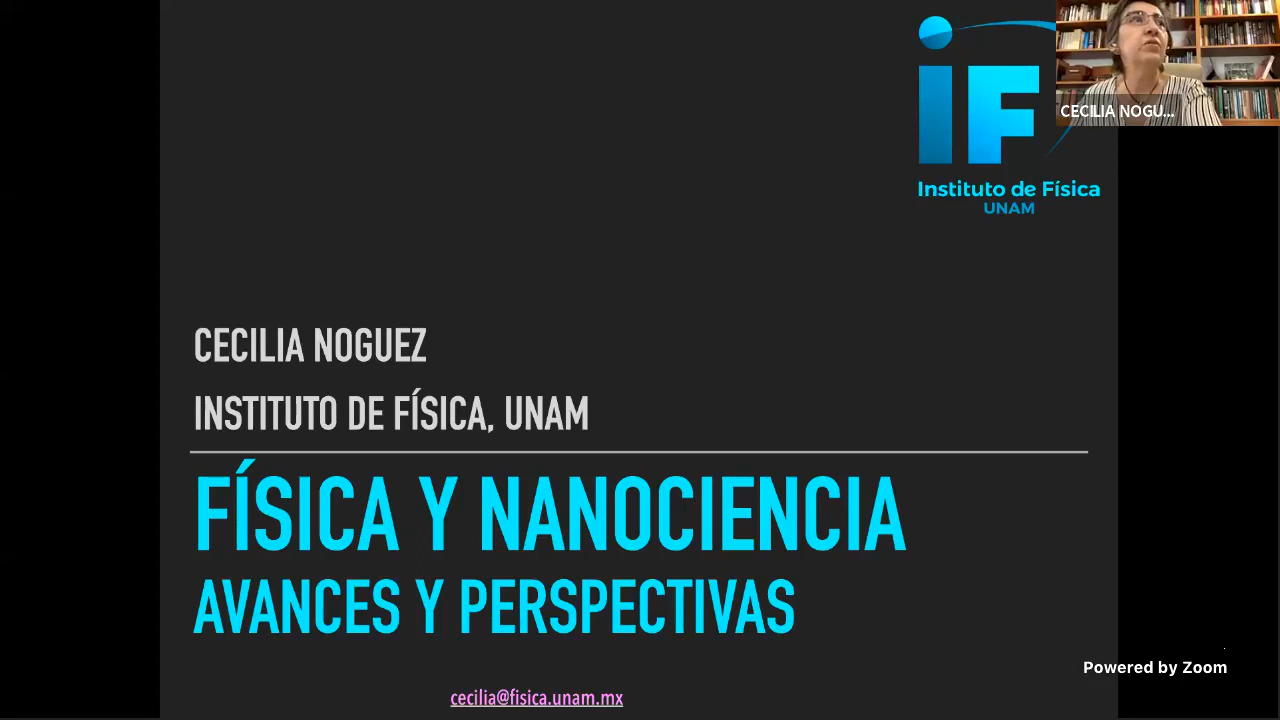 iF
Instituto de Física
UNAM
CECILIA NOGU...
CECILIA NOGUEZ
INSTITUTO DE FÍSICA, UNAM
FÍSICA Y NANOCIENCIA
AVANCES Y PERSPECTIVAS
Powered by Zoom
cecilia@fisica.unam.mx